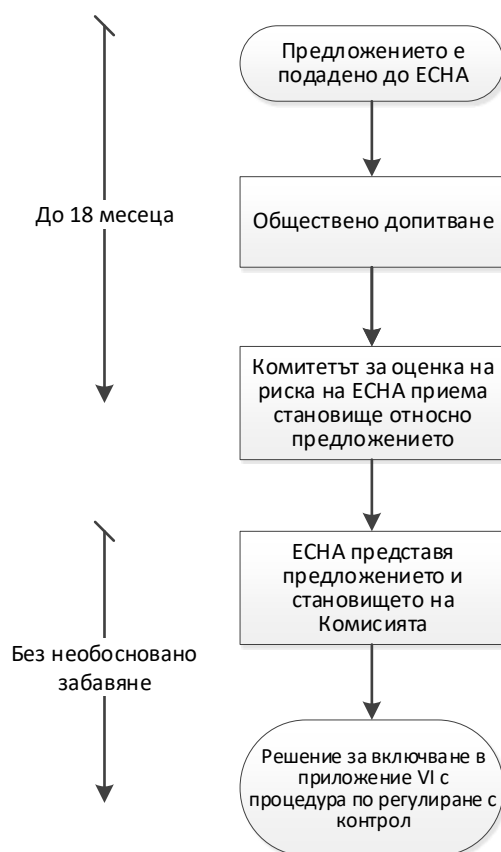 Предложението е
подадено до ECHA
До 18 месеца
Обществено допитване
Комитетът за оценка на
риска на ECHA приема
становище относно
предложението
ECHA представя
предложението и
становището на
Комисията
Без необосновано
забавяне
Решение за включване в
приложение VI с
процедура по регулиране с
контрол